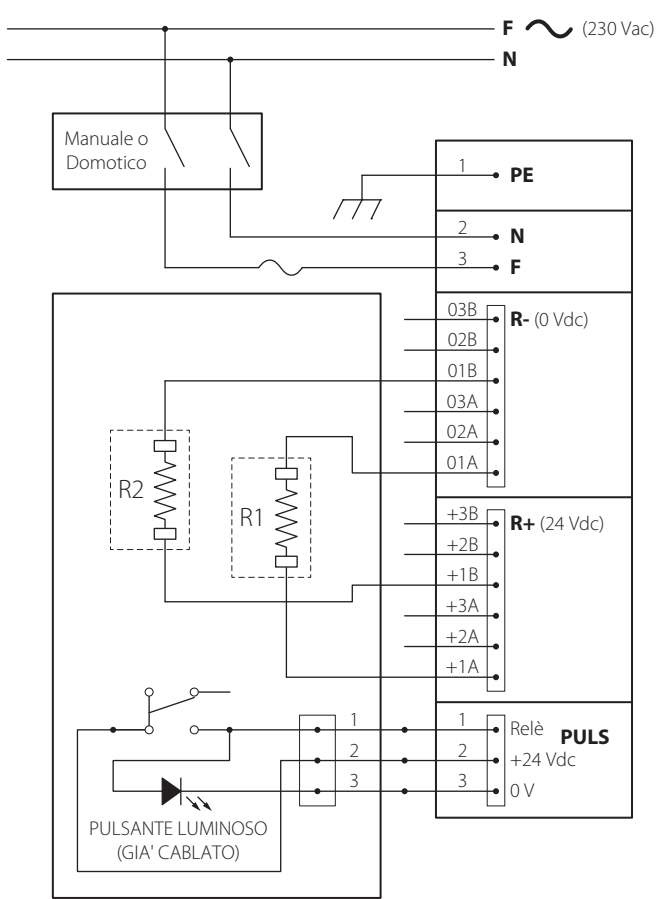 F (230 Vac)
N
Manuale o
Domotico
1 PE
2 N
3 F
03B R- (0 Vdc)
02B
01B
03A
02A
01A
R2
R1
+3B R+ (24 Vdc)
+2B
+1B
+3A
+2A
+1A
1 1 Relè PULS
2 2 +24 Vdc
3 3 0 V
PULSANTE LUMINOSO
(GIA' CABLATO)